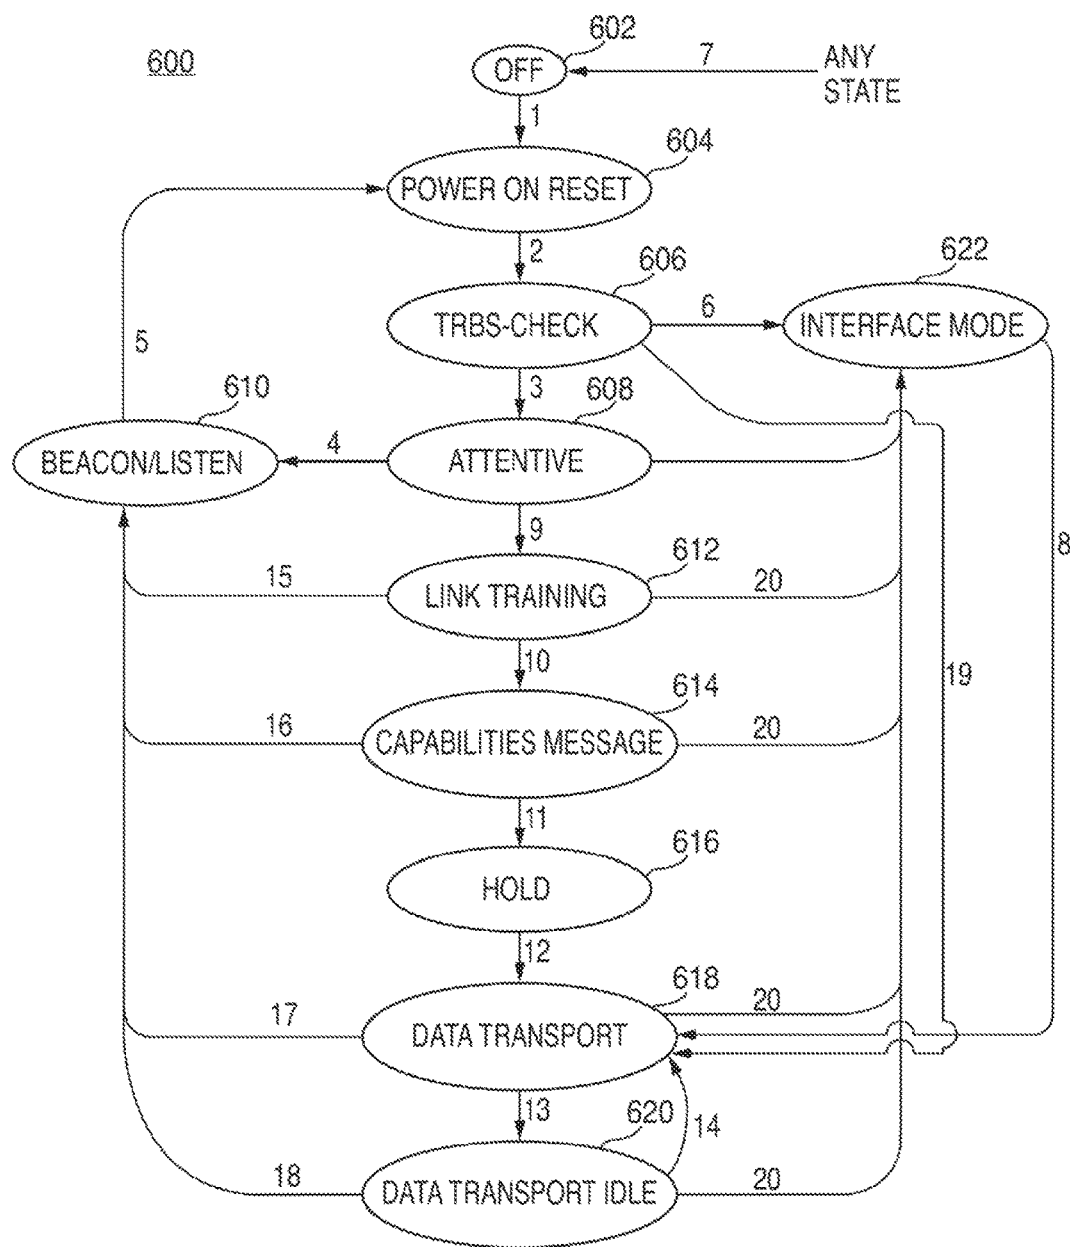 600
602
OFF
7
ANY
STATE
1
604
POWER ON RESET
2
606
622
TRBS-CHECK
6
INTERFACE MODE
5
3
608
610
BEACON/LISTEN
4
ATTENTIVE
9
8
612
15
LINK TRAINING
20
10
19
614
16
CAPABILITIES MESSAGE
20
11
616
HOLD
12
618
20
17
DATA TRANSPORT
13
620
14
18
DATA TRANSPORT IDLE
20